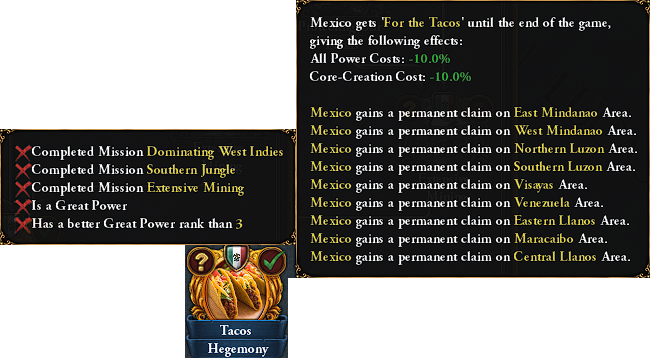 Mexico gets 'For the Tacos' until the end of the game,
giving the following effects:
All Power Costs: -10.0%
Core-Creation Cost: -10.0%
Mexico gains a permanent claim on East Mindanao Area.
Mexico gains a permanent claim on West Mindanao Area.
Mexico gains a permanent claim on Northern Luzon Area.
Mexico gains a permanent claim on Southern Luzon Area.
Mexico gains a permanent claim on Visayas Area.
Mexico gains a permanent claim on Venezuela Area.
Mexico gains a permanent claim on Eastern Llanos Area.
Mexico gains a permanent claim on Maracaibo Area.
Mexico gains a permanent claim on Central Llanos Area.
Completed Mission Dominating West Indies
Completed Mission Southern Jungle
Completed Mission Extensive Mining
Is a Great Power
Has a better Great Power rank than 3
?
Tacos
Hegemony